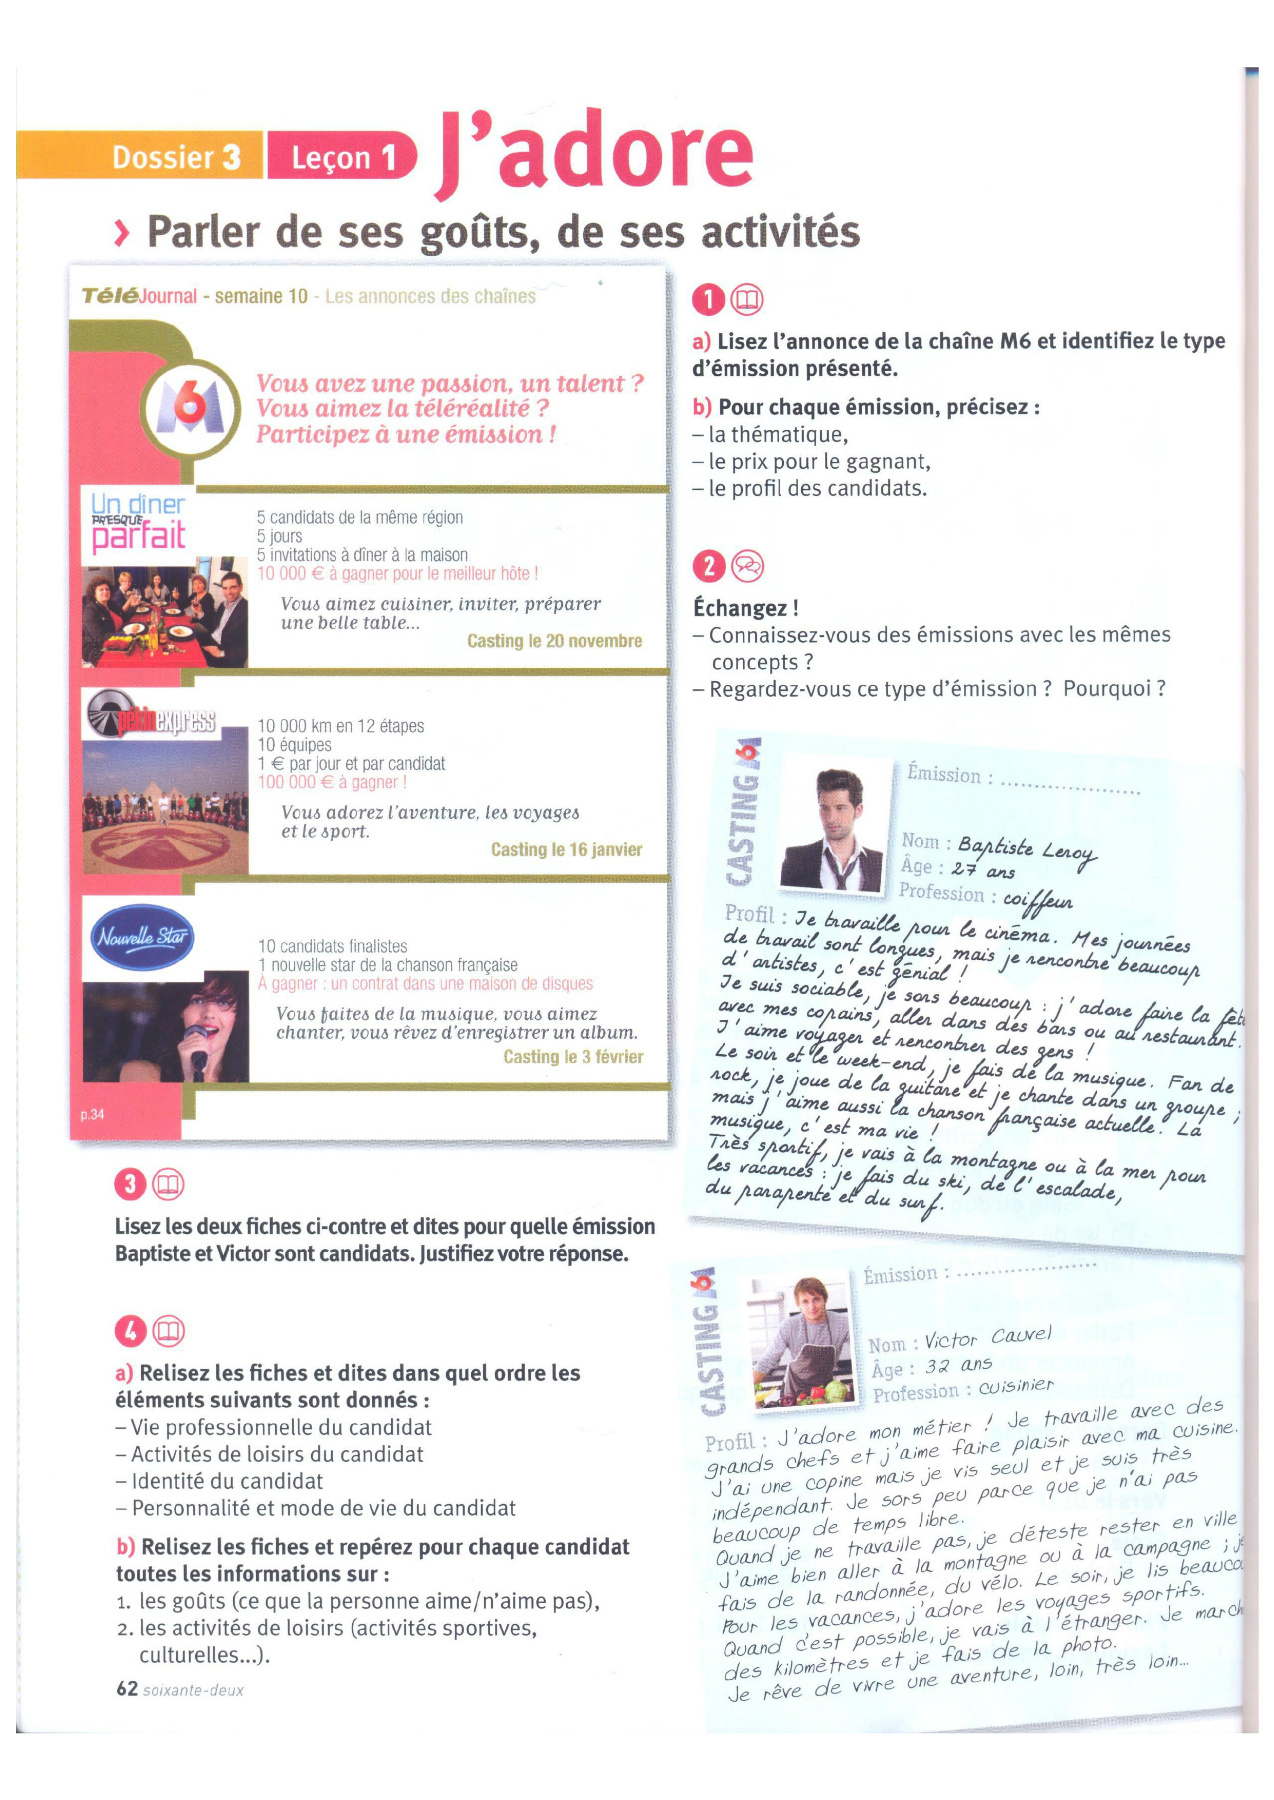 Dossier 3 Leçon 1 J'adore
› Parler de ses goûts, de ses activités
TéléJournal - semaine 10 - Les annonces des chaînes
M6
Vous avez une passion, un talent ?
Vous aimez la téléréalité ?
Participez à une émission !
Un dîner
PRESQUE
parfait
5 candidats de la même région
5 jours
5 invitations à dîner à la maison
10 000 € à gagner pour le meilleur hôte !
Vous aimez cuisiner, inviter, préparer
une belle table...
Casting le 20 novembre
pékinexpress
10 000 km en 12 étapes
10 équipes
1 € par jour et par candidat
100 000 € à gagner !
Vous adorez l'aventure, les voyages
et le sport.
Casting le 16 janvier
Nouvelle Star
10 candidats finalistes
1 nouvelle star de la chanson française
À gagner : un contrat dans une maison de disques
Vous faites de la musique, vous aimez
chanter, vous rêvez d'enregistrer un album.
Casting le 3 février
p.34
1
a) Lisez l'annonce de la chaîne M6 et identifiez le type
d'émission présenté.
b) Pour chaque émission, précisez :
– la thématique,
– le prix pour le gagnant,
– le profil des candidats.
2
Échangez !
– Connaissez-vous des émissions avec les mêmes
concepts ?
– Regardez-vous ce type d'émission ? Pourquoi ?
CASTING M6
Émission : ......................
Nom : Baptiste Leroy
Âge : 27 ans
Profession : coiffeur
Profil : Je travaille pour le cinéma. Mes journées
de travail sont longues, mais je rencontre beaucoup
d'artistes, c'est génial !
Je suis sociable, je sors beaucoup : j'adore faire la fête
avec mes copains, aller dans des bars ou au restaurant.
J'aime voyager et rencontrer des gens !
Le soir et le week-end, je fais de la musique. Fan de
rock, je joue de la guitare et je chante dans un groupe ;
mais j'aime aussi la chanson française actuelle. La
musique, c'est ma vie !
Très sportif, je vais à la montagne ou à la mer pour
les vacances : je fais du ski, de l'escalade,
du parapente et du surf.
3
Lisez les deux fiches ci-contre et dites pour quelle émission
Baptiste et Victor sont candidats. Justifiez votre réponse.
4
a) Relisez les fiches et dites dans quel ordre les
éléments suivants sont donnés :
– Vie professionnelle du candidat
– Activités de loisirs du candidat
– Identité du candidat
– Personnalité et mode de vie du candidat
b) Relisez les fiches et repérez pour chaque candidat
toutes les informations sur :
1. les goûts (ce que la personne aime/n'aime pas),
2. les activités de loisirs (activités sportives,
culturelles...).
62 soixante-deux
CASTING M6
Émission : ......................
Nom : Victor Cauvel
Âge : 32 ans
Profession : cuisinier
Profil : J'adore mon métier ! Je travaille avec des
grands chefs et j'aime faire plaisir avec ma cuisine.
J'ai une copine mais je vis seul et je suis très
indépendant. Je sors peu parce que je n'ai pas
beaucoup de temps libre.
Quand je ne travaille pas, je déteste rester en ville
J'aime bien aller à la montagne ou à la campagne ; je
fais de la randonnée, du vélo. Le soir, je lis beauco
Pour les vacances, j'adore les voyages sportifs.
Quand c'est possible, je vais à l'étranger. Je march
des kilomètres et je fais de la photo.
Je rêve de vivre une aventure, loin, très loin...